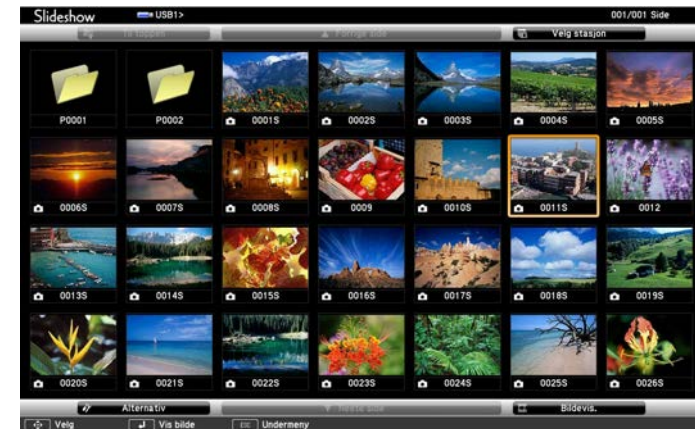 Slideshow USB1> 001/001 Side
Til toppen ▲ Forrige side Velg stasjon
P0001 P0002 0001S 0002S 0003S 0004S 0005S
0006S 0007S 0008S 0009 0010S 0011S 0012
0013S 0014S 0015S 0016S 0017S 0018S 0019S
0020S 0021S 0022S 0023S 0024S 0025S 0026S
Alternativ ▼ Neste side Bildevis.
Velg Vis bilde Esc Undermeny